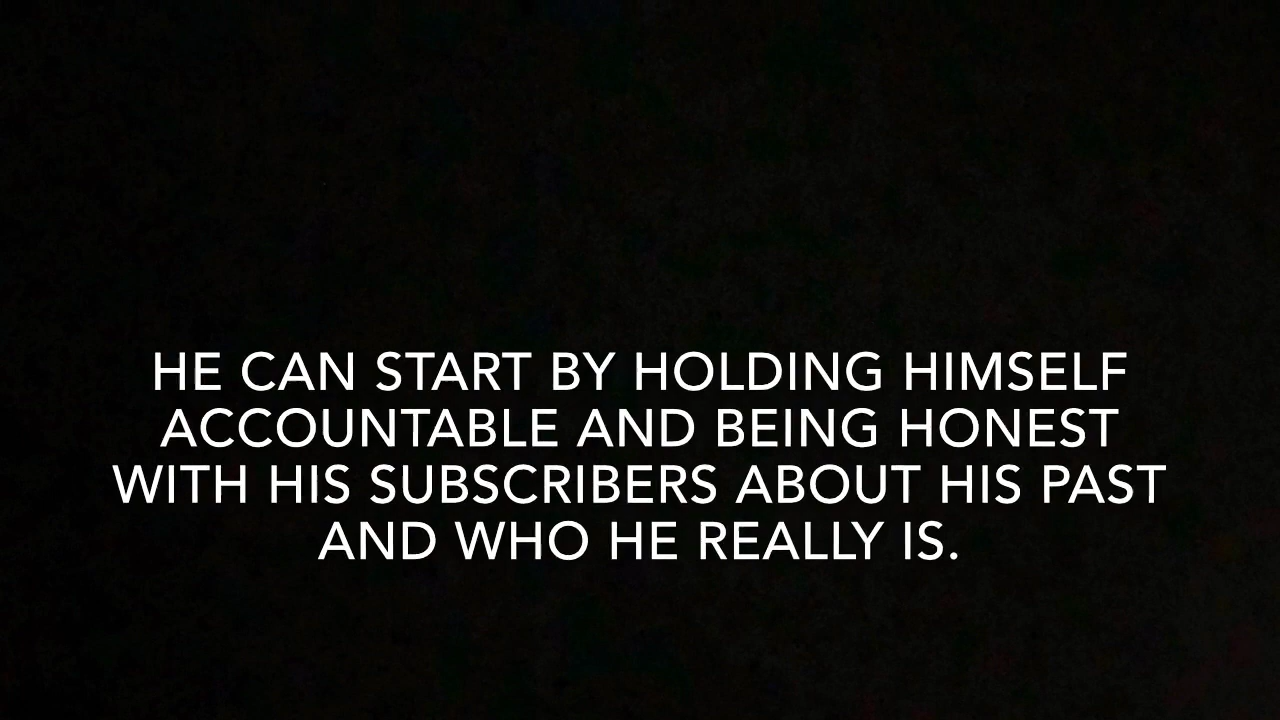 HE CAN START BY HOLDING HIMSELF
ACCOUNTABLE AND BEING HONEST
WITH HIS SUBSCRIBERS ABOUT HIS PAST
AND WHO HE REALLY IS.